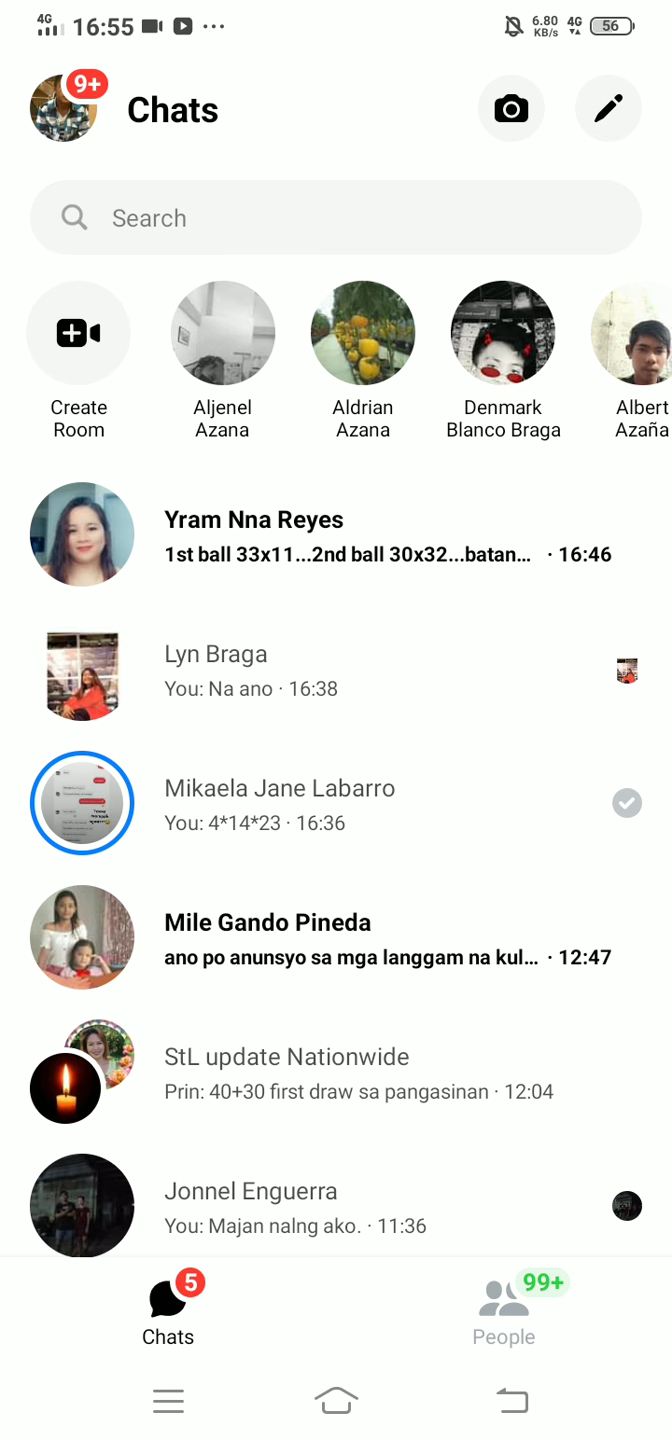 4G 16:55 ... 6.80 KB/s 4G 56
9+ Chats
Search
Create Room
Aljenel Azana
Aldrian Azana
Denmark Blanco Braga
Albert Azaña
Yram Nna Reyes
1st ball 33x11...2nd ball 30x32...batan... · 16:46
Lyn Braga
You: Na ano · 16:38
Mikaela Jane Labarro
You: 4*14*23 · 16:36
Mile Gando Pineda
ano po anunsyo sa mga langgam na kul... · 12:47
StL update Nationwide
Prin: 40+30 first draw sa pangasinan · 12:04
Jonnel Enguerra
You: Majan nalng ako. · 11:36
5 99+
Chats People